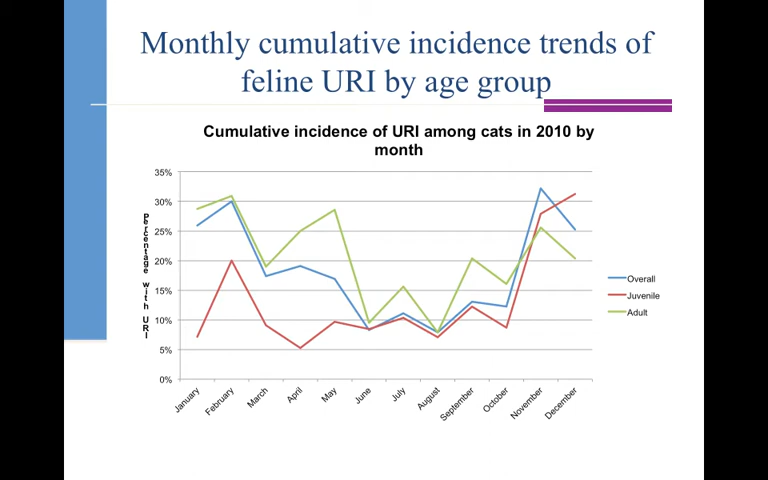 Monthly cumulative incidence trends of
feline URI by age group
Cumulative incidence of URI among cats in 2010 by
month
35%
30%
25%
20%
15%
10%
5%
0%
Percentage with URI
January
February
March
April
May
June
July
August
September
October
November
December
Overall
Juvenile
Adult